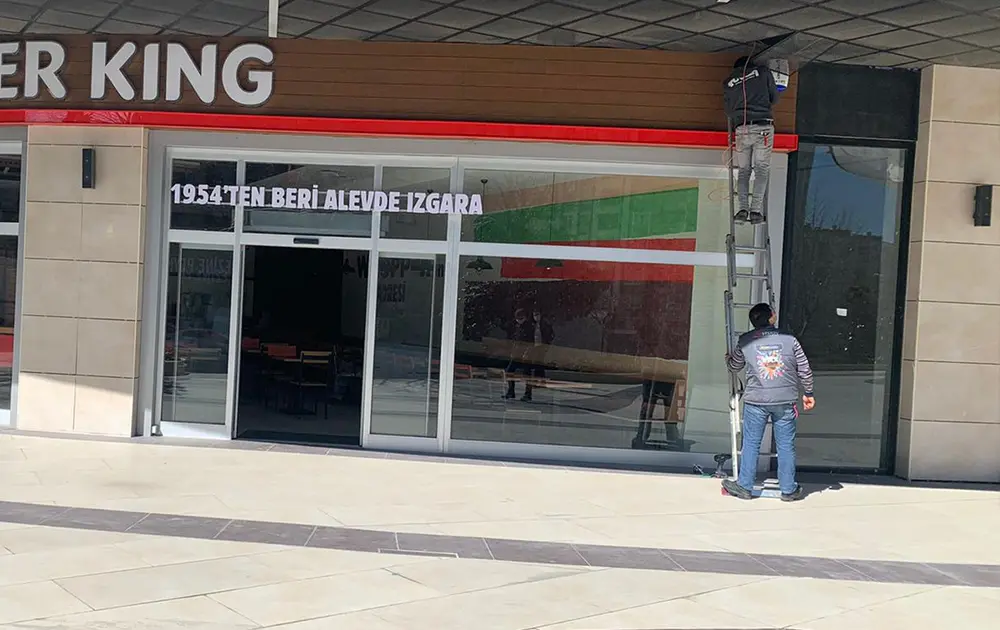 ER KING
1954'TEN BERİ ALEVDE IZGARA